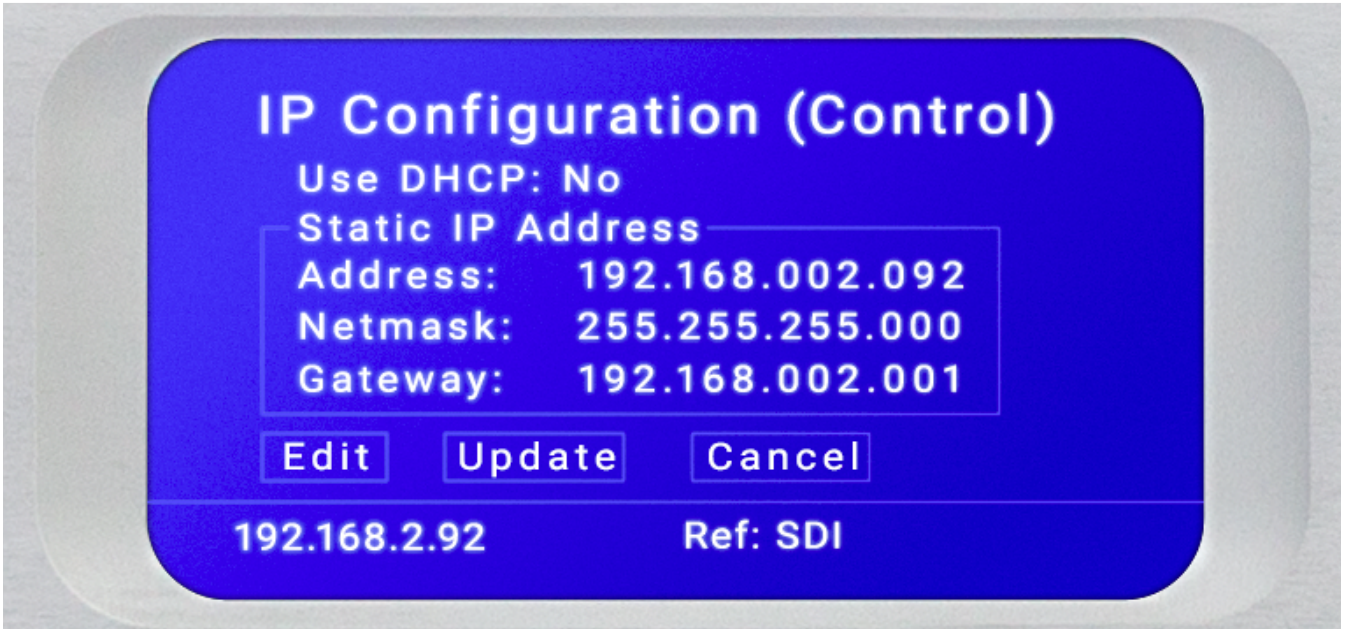 IP Configuration (Control)
Use DHCP: No
Static IP Address
Address: 192.168.002.092
Netmask: 255.255.255.000
Gateway: 192.168.002.001
Edit Update Cancel
192.168.2.92 Ref: SDI